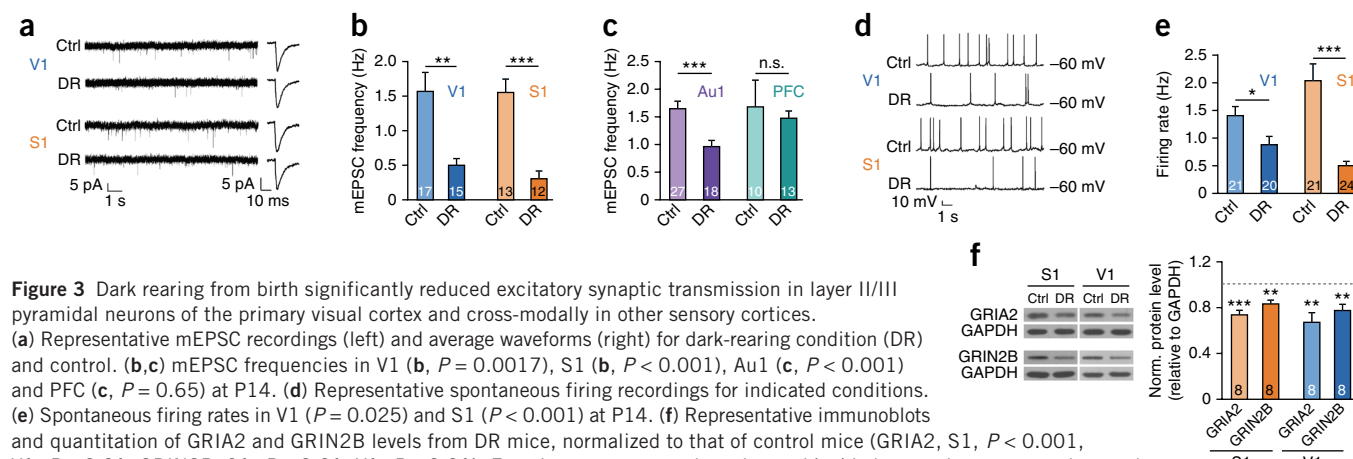 a
Ctrl
V1
DR
Ctrl
S1
DR
5 pA
1 s
5 pA
10 ms
b
mEPSC frequency (Hz)
2.0
1.5
1.0
0.5
0
**
V1
***
S1
17
15
13
12
Ctrl
DR
Ctrl
DR
c
mEPSC frequency (Hz)
2.5
2.0
1.5
1.0
0.5
0
***
Au1
n.s.
PFC
27
18
10
13
Ctrl
DR
Ctrl
DR
d
Ctrl
–60 mV
V1
DR
–60 mV
Ctrl
–60 mV
S1
DR
–60 mV
10 mV
1 s
e
Firing rate (Hz)
2.5
2.0
1.5
1.0
0.5
0
*
V1
***
S1
21
20
21
24
Ctrl
DR
Ctrl
DR
Figure 3 Dark rearing from birth significantly reduced excitatory synaptic transmission in layer II/III
pyramidal neurons of the primary visual cortex and cross-modally in other sensory cortices.
(a) Representative mEPSC recordings (left) and average waveforms (right) for dark-rearing condition (DR)
and control. (b,c) mEPSC frequencies in V1 (b, P = 0.0017), S1 (b, P < 0.001), Au1 (c, P < 0.001)
and PFC (c, P = 0.65) at P14. (d) Representative spontaneous firing recordings for indicated conditions.
(e) Spontaneous firing rates in V1 (P = 0.025) and S1 (P < 0.001) at P14. (f) Representative immunoblots
and quantitation of GRIA2 and GRIN2B levels from DR mice, normalized to that of control mice (GRIA2, S1, P < 0.001,
f
S1
V1
Ctrl DR
Ctrl DR
GRIA2
GAPDH
GRIN2B
GAPDH
Norm. protein level
(relative to GAPDH)
1.2
0.8
0.4
0
***
**
**
**
8
8
8
8
GRIA2
GRIN2B
GRIA2
GRIN2B
S1
V1